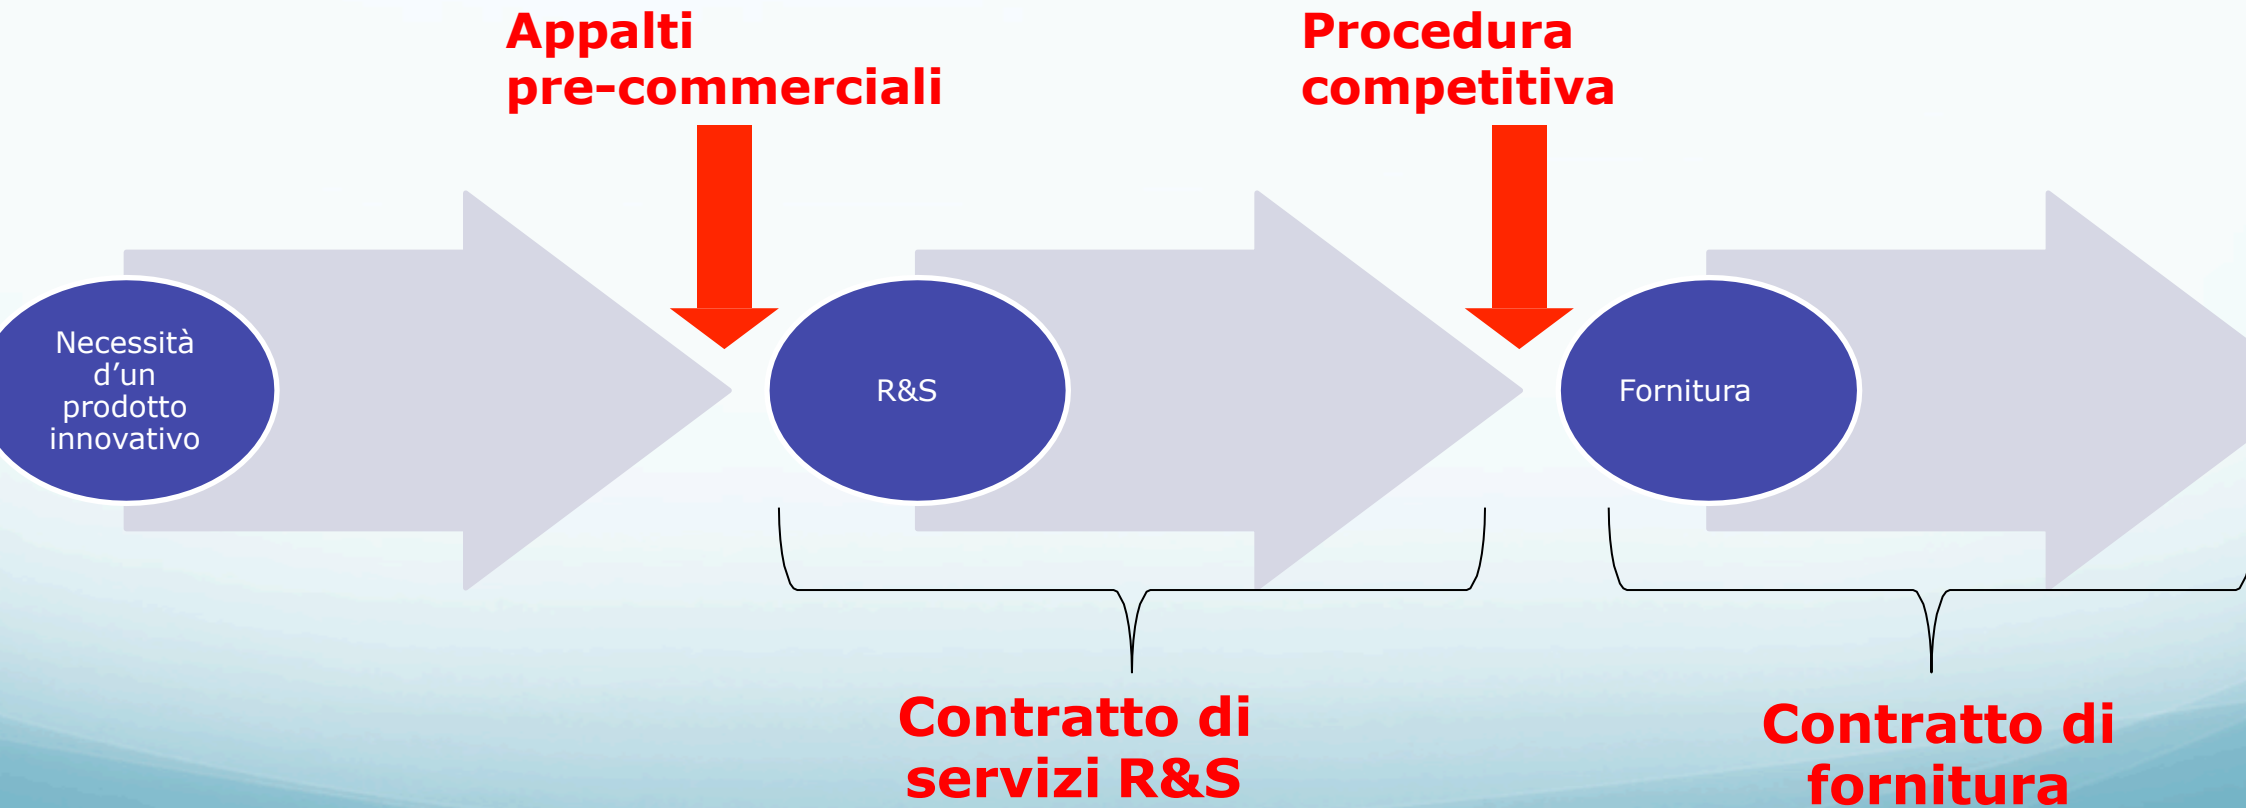 Appalti
pre-commerciali
Procedura
competitiva
Necessità
d’un
prodotto
innovativo
R&S
Fornitura
Contratto di
servizi R&S
Contratto di
fornitura